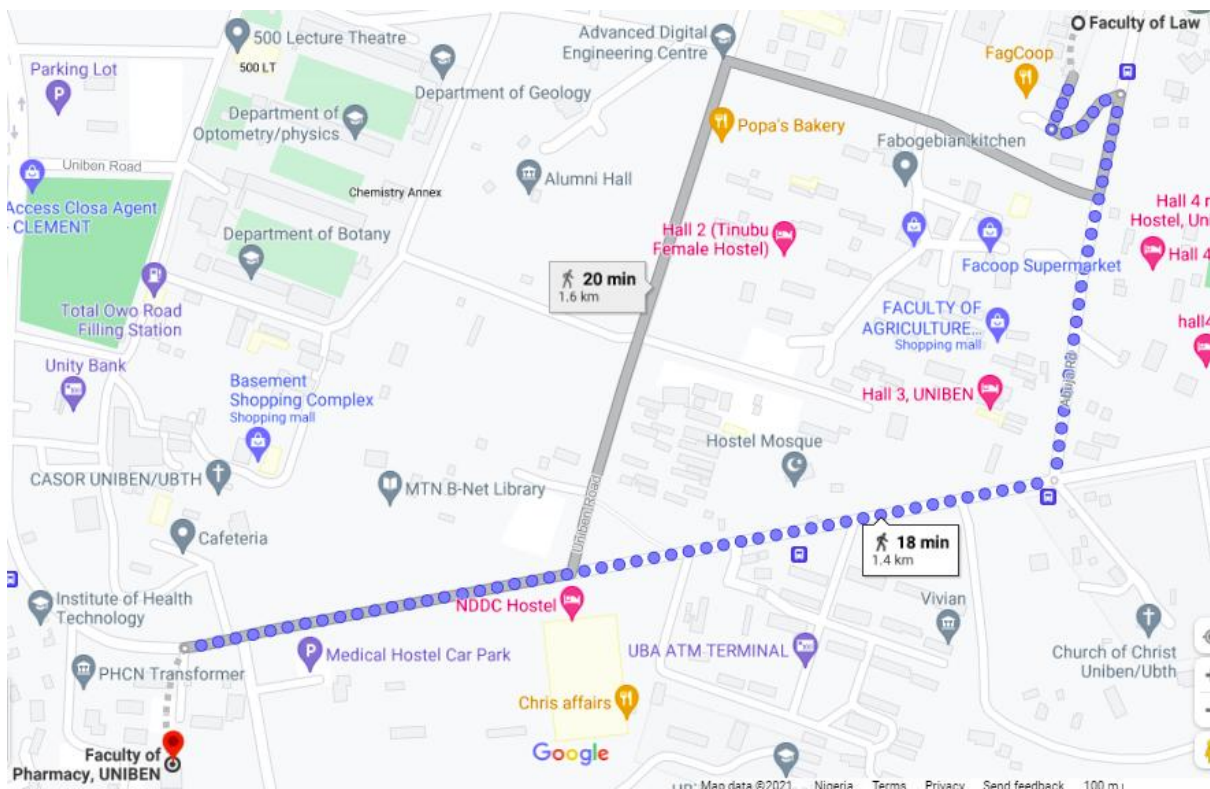 Faculty of Law
500 Lecture Theatre
500 LT
Advanced Digital
Engineering Centre
FagCoop
Parking Lot
Department of Geology
Department of
Optometry/physics
Popa's Bakery
Fabogebian kitchen
Uniben Road
Alumni Hall
Chemistry Annex
Access Closa Agent
- CLEMENT
Hall 2 (Tinubu
Female Hostel)
Hall 4
Hostel, Uni
Hall 4
Department of Botany
Facoop Supermarket
20 min
1.6 km
Total Owo Road
Filling Station
FACULTY OF
AGRICULTURE...
Shopping mall
hall4
Unity Bank
Basement
Shopping Complex
Shopping mall
Hall 3, UNIBEN
Abuja Rd
Hostel Mosque
CASOR UNIBEN/UBTH
MTN B-Net Library
Uniben Road
Cafeteria
18 min
1.4 km
Institute of Health
Technology
NDDC Hostel
Vivian
PHCN Transformer
Medical Hostel Car Park
UBA ATM TERMINAL
Church of Christ
Uniben/Ubth
Chris affairs
Faculty of
Pharmacy, UNIBEN
Google
Map data ©2021 Nigeria Terms Privacy Send feedback 100 m